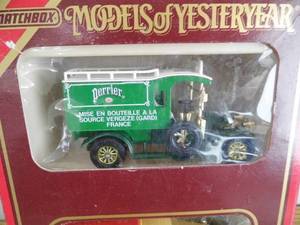 MATCHBOX
MODELS of YESTERYEAR
Perrier
MISE EN BOUTEILLE A LA
SOURCE VERGEZE (GARD)
FRANCE